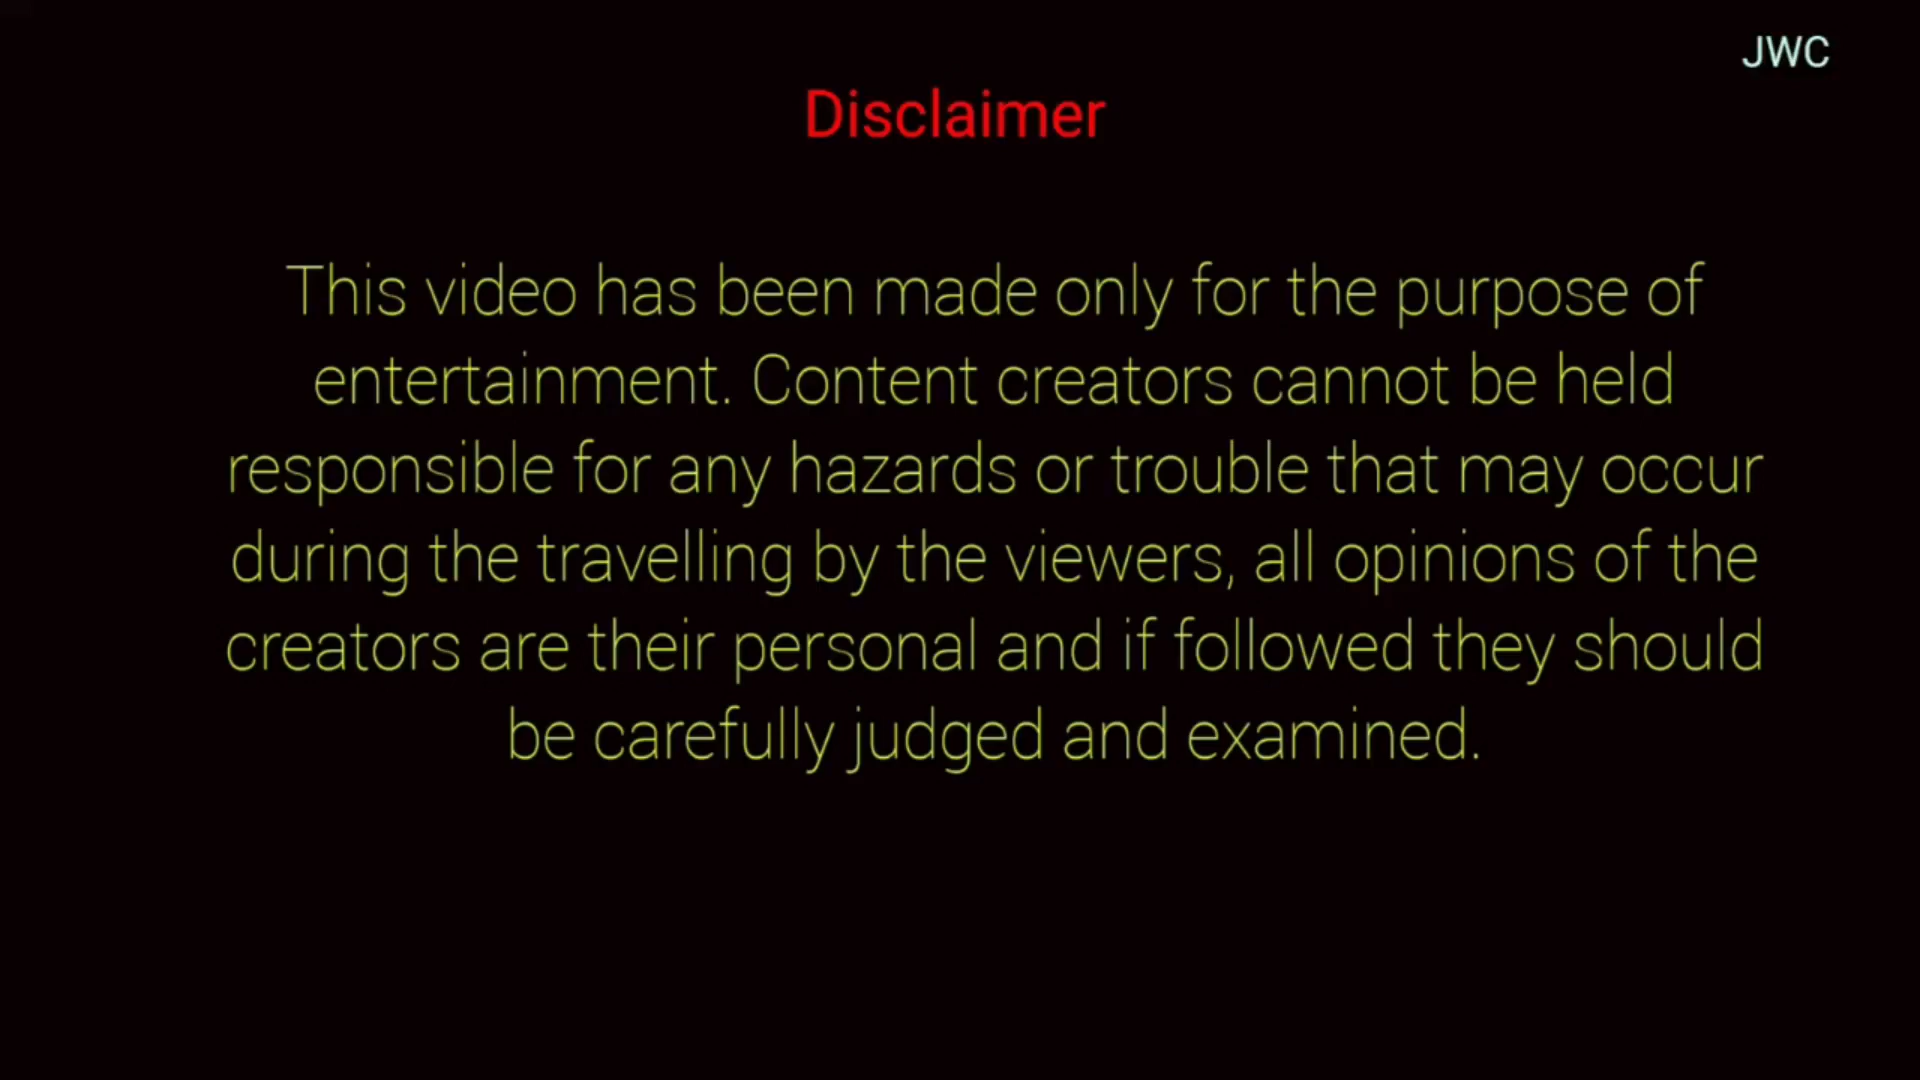 JWC
Disclaimer
This video has been made only for the purpose of
entertainment. Content creators cannot be held
responsible for any hazards or trouble that may occur
during the travelling by the viewers, all opinions of the
creators are their personal and if followed they should
be carefully judged and examined.